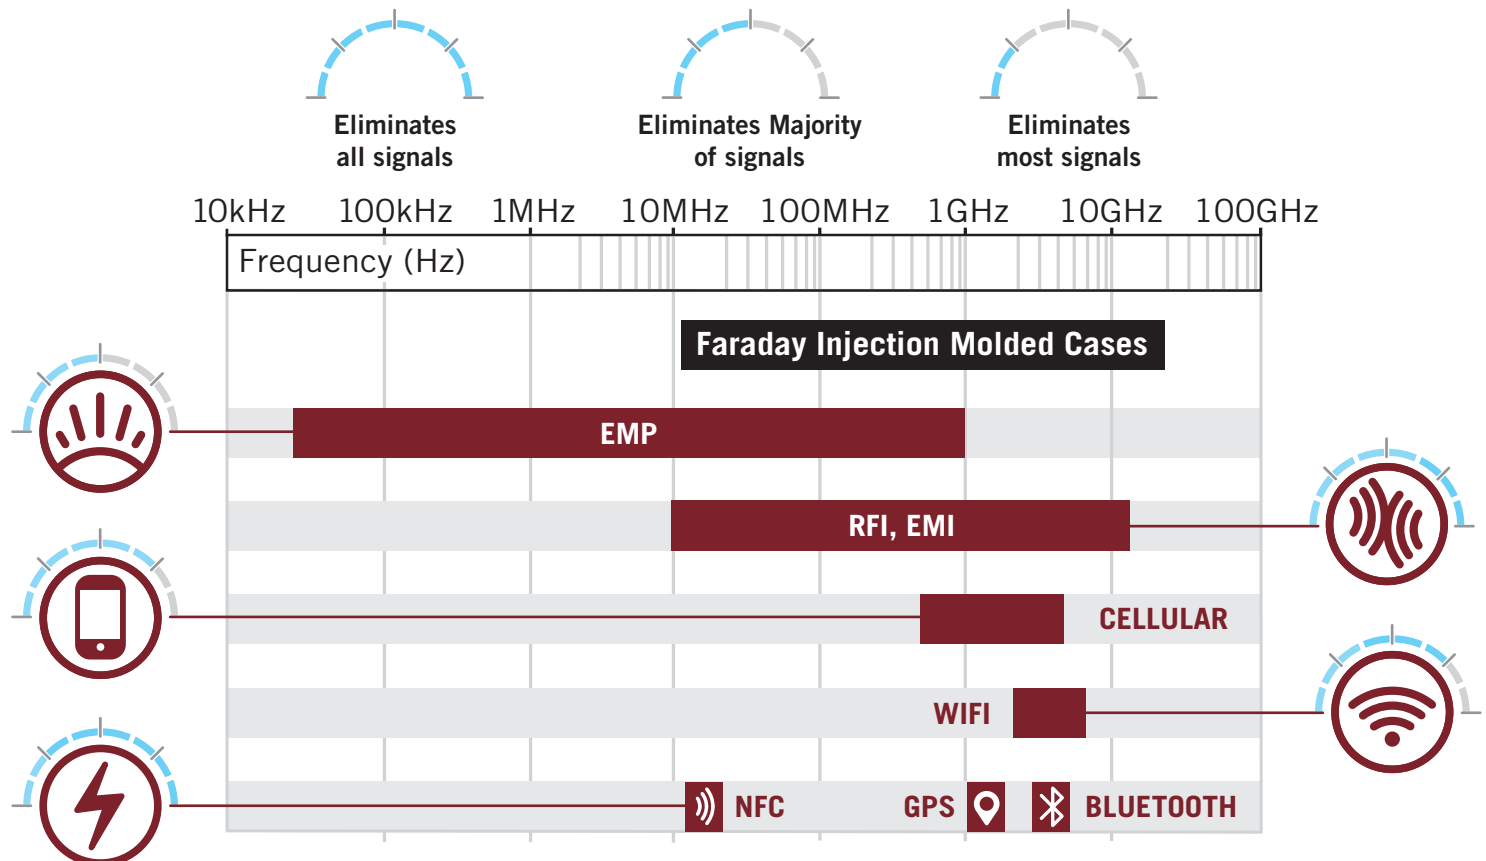 Eliminates
all signals
Eliminates Majority
of signals
Eliminates
most signals
10kHz 100kHz 1MHz 10MHz 100MHz 1GHz 10GHz 100GHz
Frequency (Hz)
Faraday Injection Molded Cases
EMP
RFI, EMI
CELLULAR
WIFI
NFC GPS BLUETOOTH